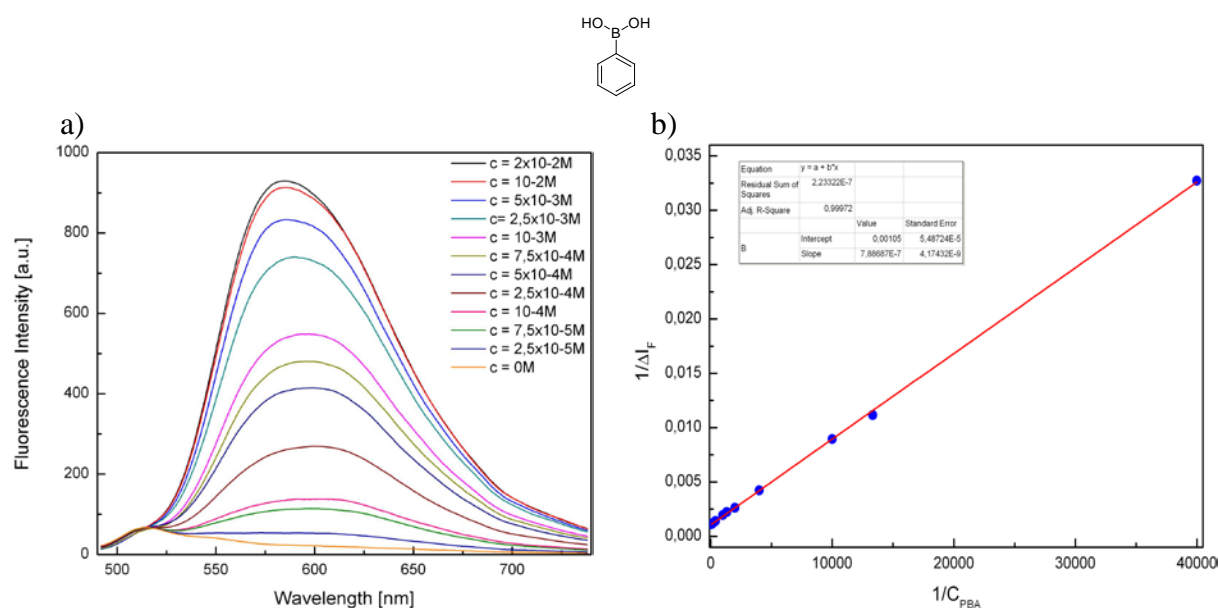 HO OH
B
a)
b)
1000
800
600
400
200
0
500 550 600 650 700
Fluorescence Intensity [a.u.]
Wavelength [nm]
c = 2x10-2M
c = 10-2M
c = 5x10-3M
c= 2,5x10-3M
c = 10-3M
c = 7,5x10-4M
c = 5x10-4M
c = 2,5x10-4M
c = 10-4M
c = 7,5x10-5M
c = 2,5x10-5M
c = 0M
0,035
0,030
0,025
0,020
0,015
0,010
0,005
0,000
0 10000 20000 30000 40000
1/ΔI_F
1/C_PBA
Equation y = a + b*x
Residual Sum of Squares 2,23322E-7
Adj. R-Square 0,99972
Value Standard Error
B Intercept 0,00105 5,48724E-5
Slope 7,88687E-7 4,17432E-9